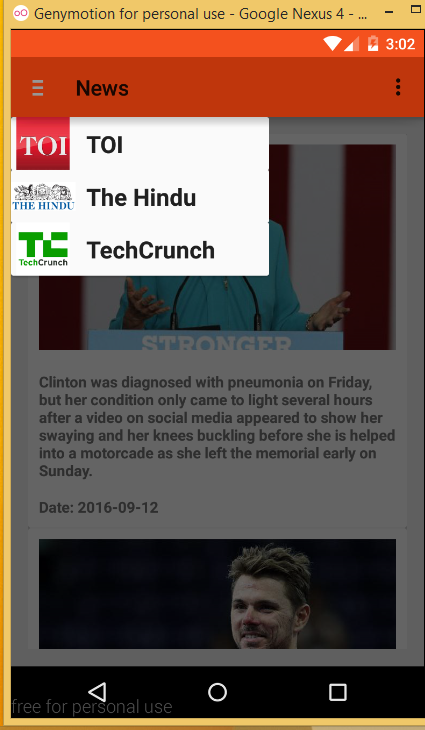 Genymotion for personal use - Google Nexus 4 - ...
3:02
News
TOI
TOI
THE HINDU
The Hindu
TC
TechCrunch
TechCrunch
STRONGER
Clinton was diagnosed with pneumonia on Friday,
but her condition only came to light several hours
after a video on social media appeared to show her
swaying and her knees buckling before she is helped
into a motorcade as she left the memorial early on
Sunday.
Date: 2016-09-12
free for personal use